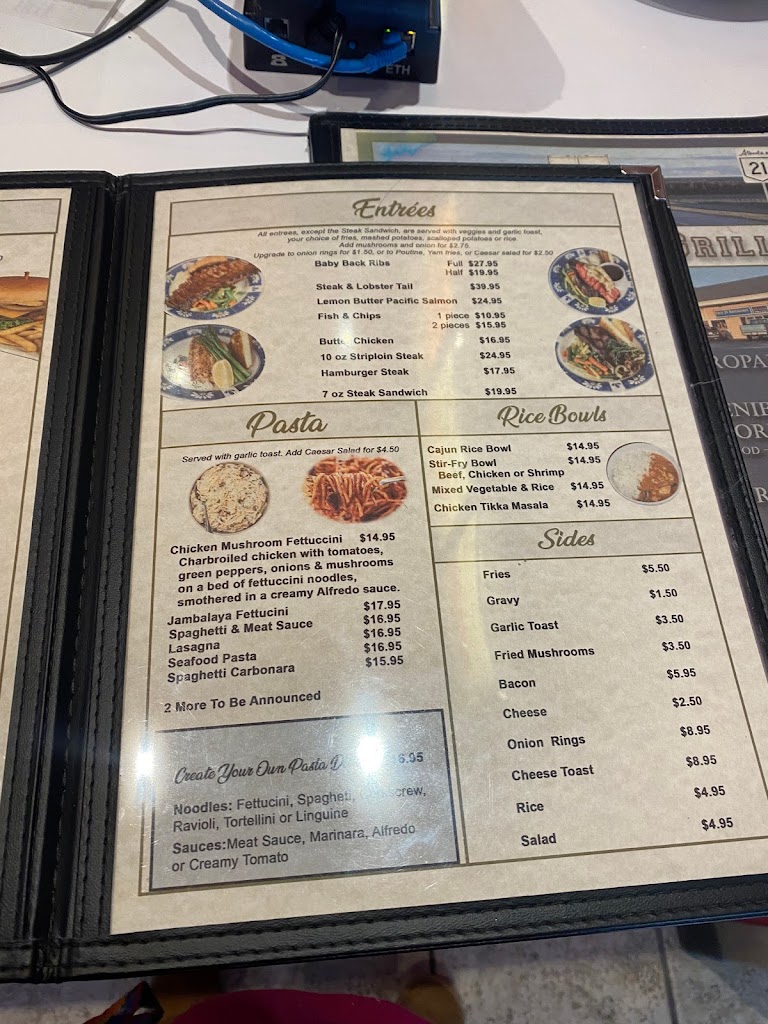 ETH
Alberta
21
GRILL
Entrées
All entrees, except the Steak Sandwich, are served with veggies and garlic toast,
your choice of fries, mashed potatoes, scalloped potatoes or rice
Add mushrooms and onion for $2.75
Upgrade to onion rings for $1.50, or to Poutine, Yam fries, or Caesar salad for $2.50
Baby Back Ribs Full $27.95
Half $19.95
Steak & Lobster Tail $39.95
Lemon Butter Pacific Salmon $24.95
Fish & Chips 1 piece $10.95
2 pieces $15.95
Butter Chicken $16.95
10 oz Striploin Steak $24.95
Hamburger Steak $17.95
7 oz Steak Sandwich $19.95
Pasta
Served with garlic toast. Add Caesar Salad for $4.50
Chicken Mushroom Fettuccini $14.95
Charbroiled chicken with tomatoes,
green peppers, onions & mushrooms
on a bed of fettuccini noodles,
smothered in a creamy Alfredo sauce.
Jambalaya Fettucini $17.95
Spaghetti & Meat Sauce $16.95
Lasagna $16.95
Seafood Pasta $16.95
Spaghetti Carbonara $15.95
2 More To Be Announced
Create Your Own Pasta
Noodles: Fettucini, Spaghetti,
Ravioli, Tortellini or Linguine
Sauces:Meat Sauce, Marinara, Alfredo
or Creamy Tomato
Rice Bowls
Cajun Rice Bowl $14.95
Stir-Fry Bowl $14.95
Beef, Chicken or Shrimp
Mixed Vegetable & Rice $14.95
Chicken Tikka Masala $14.95
Sides
Fries $5.50
Gravy $1.50
Garlic Toast $3.50
Fried Mushrooms $3.50
Bacon $5.95
Cheese $2.50
Onion Rings $8.95
Cheese Toast $8.95
Rice $4.95
Salad $4.95